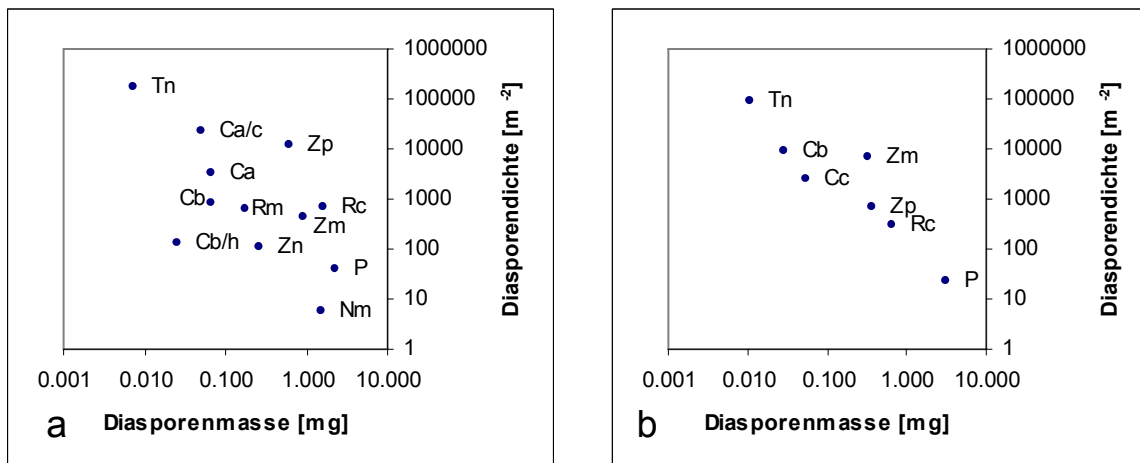 1000000
100000
10000
1000
100
10
1
Diasporendichte [m -2]
Tn
Ca/c
Zp
Ca
Cb
Rm
Rc
Zm
Cb/h
Zn
P
Nm
0.001 0.010 0.100 1.000 10.000
a Diasporenmasse [mg]
1000000
100000
10000
1000
100
10
1
Diasporendichte [m -2]
Tn
Cb
Zm
Cc
Zp
Rc
P
0.001 0.010 0.100 1.000 10.000
b Diasporenmasse [mg]